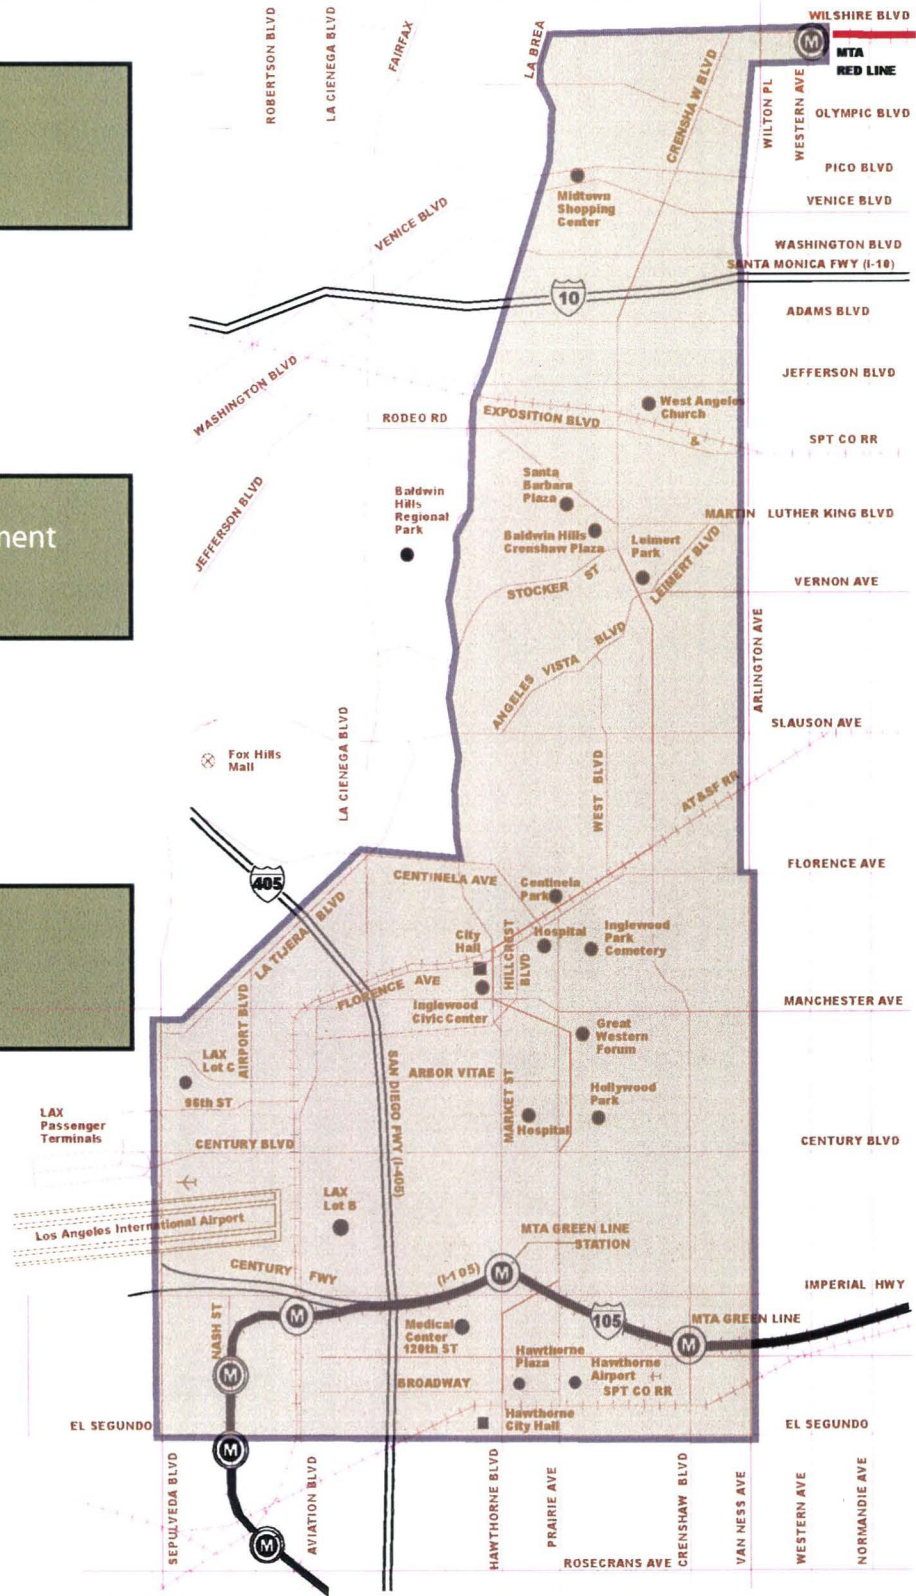 ROBERTSON BLVD
LA CIENEGA BLVD
FAIRFAX
LA BREA
WILSHIRE BLVD
M
MTA
RED LINE
CRENSHAW BLVD
WILTON PL
WESTERN AVE
OLYMPIC BLVD
PICO BLVD
Midtown
Shopping
Center
VENICE BLVD
VENICE BLVD
WASHINGTON BLVD
SANTA MONICA FWY (I-10)
10
ADAMS BLVD
WASHINGTON BLVD
JEFFERSON BLVD
West Angeles
Church
RODEO RD
EXPOSITION BLVD
&
SPT CO RR
JEFFERSON BLVD
Baldwin
Hills
Regional
Park
Santa
Barbara
Plaza
MARTIN LUTHER KING BLVD
ment
Baldwin Hills
Crenshaw Plaza
Leimert
Park
LEIMERT BLVD
STOCKER ST
VERNON AVE
ANGELES VISTA BLVD
ARLINGTON AVE
SLAUSON AVE
Fox Hills
Mall
LA CIENEGA BLVD
WEST BLVD
AT&SF RR
FLORENCE AVE
405
CENTINELA AVE
Centinela
Park
LA TIJERA BLVD
City
Hall
HILLCREST
BLVD
Hospital
Inglewood
Park
Cemetery
FLORENCE AVE
Inglewood
Civic Center
MANCHESTER AVE
AIRPORT BLVD
Great
Western
Forum
LAX
Lot C
SAN DIEGO FWY (I-405)
ARBOR VITAE
MARKET ST
Hollywood
Park
96th ST
LAX
Passenger
Terminals
Hospital
CENTURY BLVD
CENTURY BLVD
LAX
Lot B
Los Angeles International Airport
MTA GREEN LINE
STATION
CENTURY FWY
(I-105)
M
IMPERIAL HWY
NASH ST
M
105
MTA GREEN LINE
M
Medical
Center
120th ST
Hawthorne
Plaza
Hawthorne
Airport
SPT CO RR
M
BROADWAY
EL SEGUNDO
Hawthorne
City Hall
EL SEGUNDO
M
SEPULVEDA BLVD
AVIATION BLVD
HAWTHORNE BLVD
PRAIRIE AVE
CRENSHAW BLVD
VAN NESS AVE
WESTERN AVE
NORMANDIE AVE
M
ROSECRANS AVE